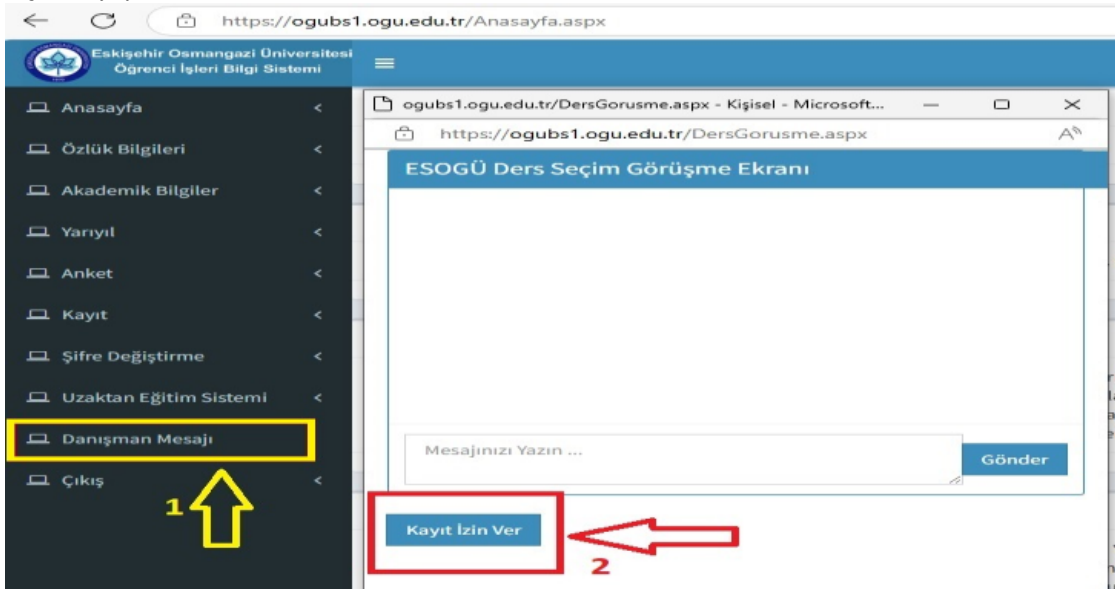 https://ogubs1.ogu.edu.tr/Anasayfa.aspx
Eskişehir Osmangazi Üniversitesi
Öğrenci İşleri Bilgi Sistemi
Anasayfa
Özlük Bilgileri
Akademik Bilgiler
Yarıyıl
Anket
Kayıt
Şifre Değiştirme
Uzaktan Eğitim Sistemi
Danışman Mesajı
Çıkış
1
ogubs1.ogu.edu.tr/DersGorusme.aspx - Kişisel - Microsoft...
https://ogubs1.ogu.edu.tr/DersGorusme.aspx
ESOGÜ Ders Seçim Görüşme Ekranı
Mesajınızı Yazın ...
Gönder
Kayıt İzin Ver
2